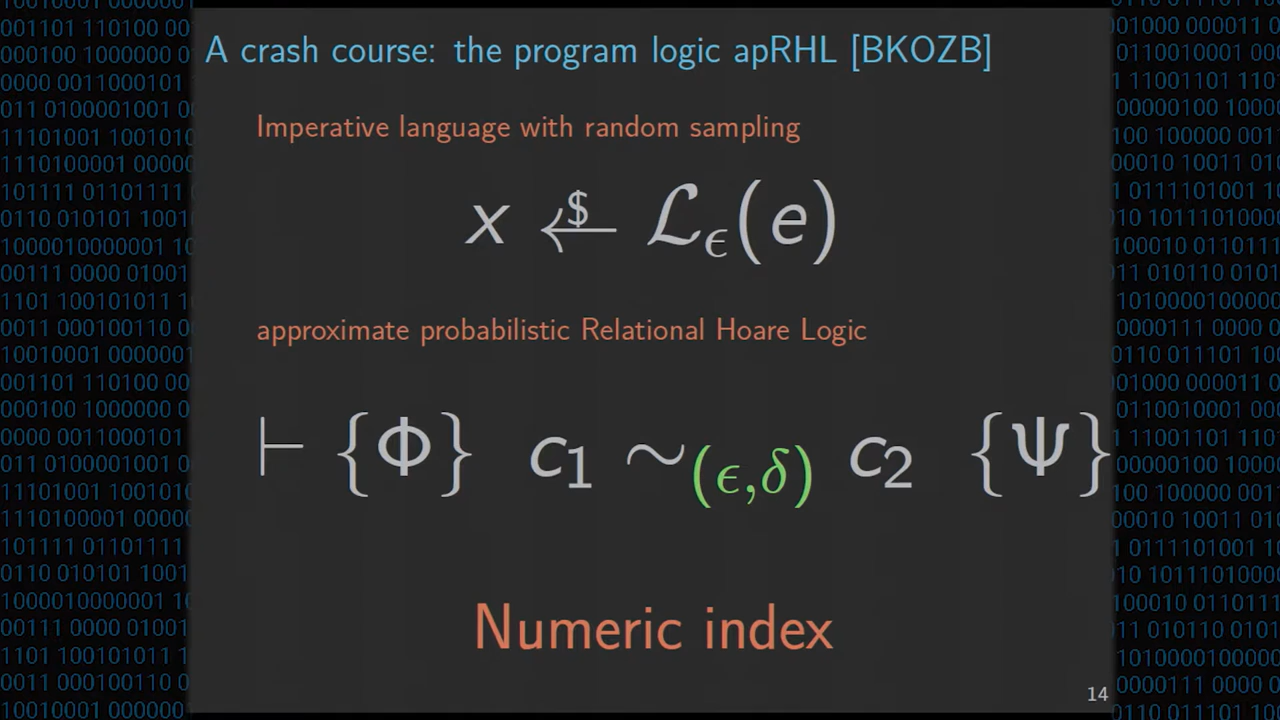 A crash course: the program logic apRHL [BKOZB]
Imperative language with random sampling
x ←$ ℒ_ϵ(e)
approximate probabilistic Relational Hoare Logic
⊢ {Φ} c₁ ∼_(ϵ,δ) c₂ {Ψ}
Numeric index
14